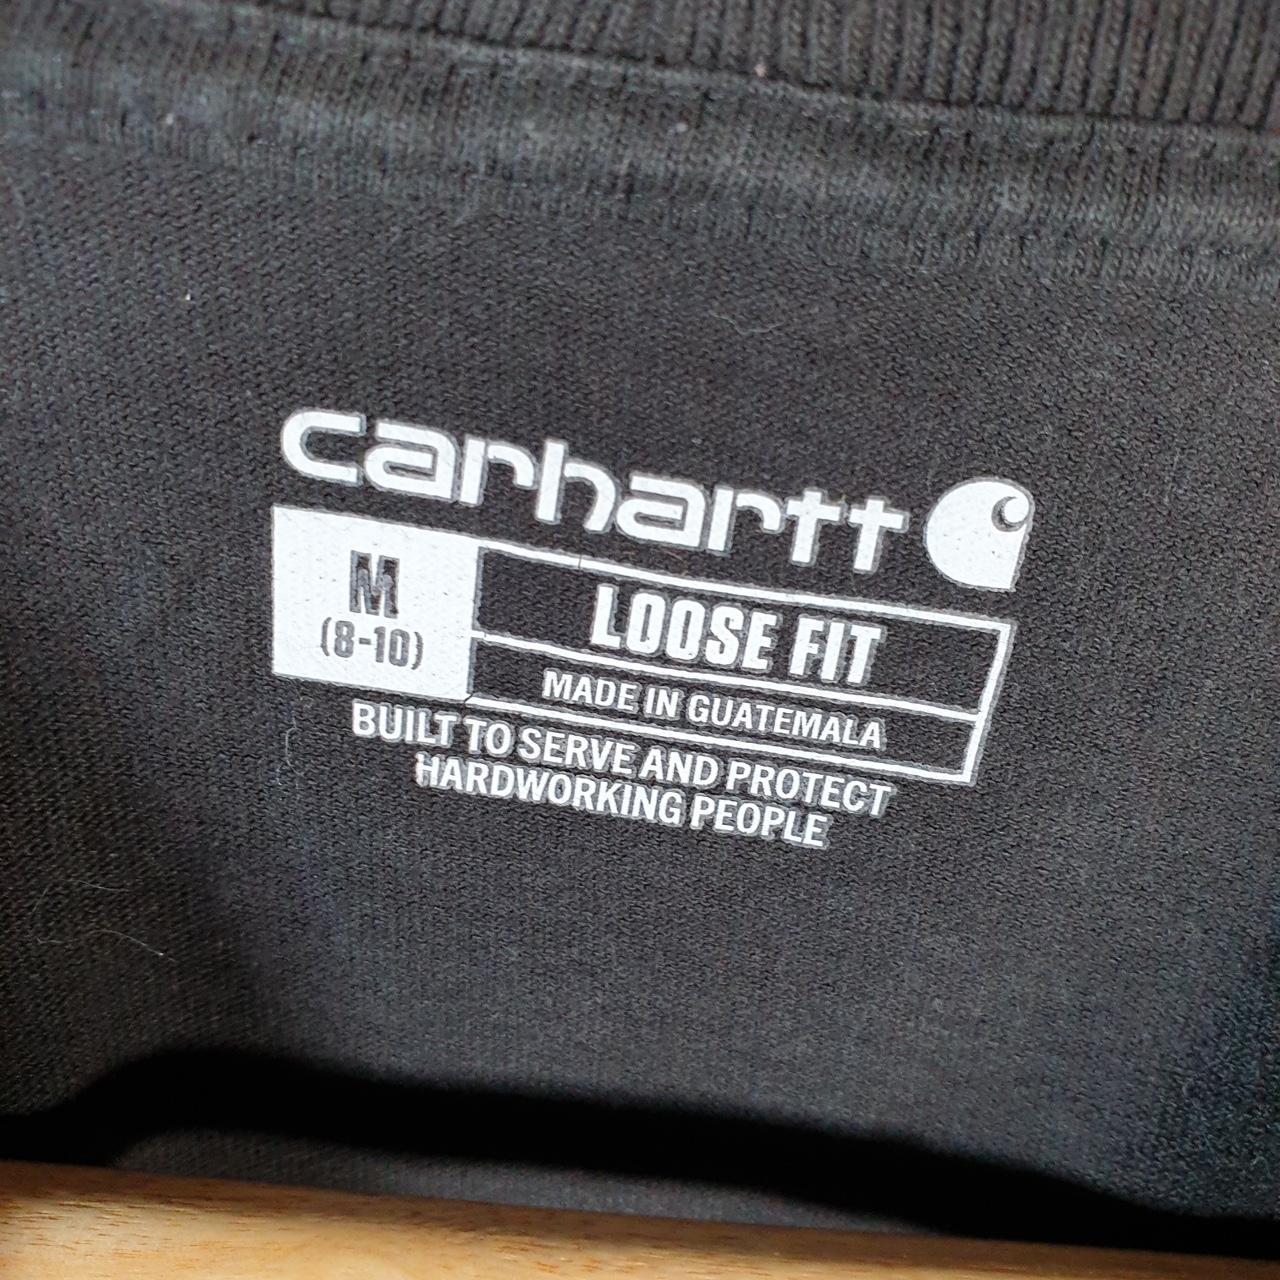 carhartt
M
(8-10)
LOOSE FIT
MADE IN GUATEMALA
BUILT TO SERVE AND PROTECT
HARDWORKING PEOPLE